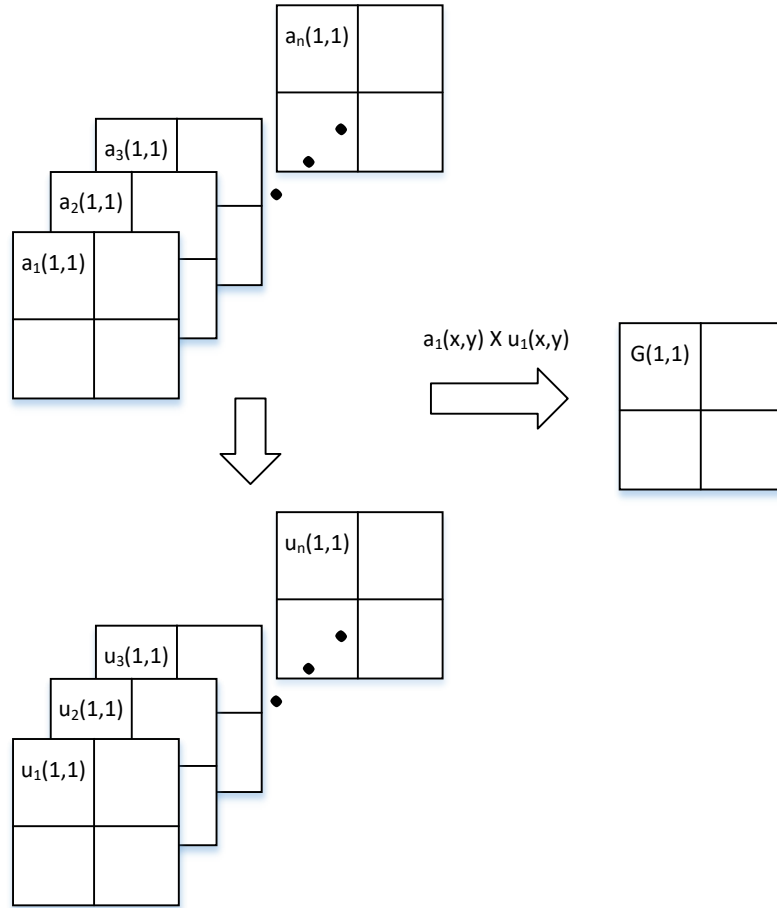 aₙ(1,1)
a₃(1,1)
a₂(1,1)
a₁(1,1)
a₁(x,y) X u₁(x,y)
G(1,1)
uₙ(1,1)
u₃(1,1)
u₂(1,1)
u₁(1,1)